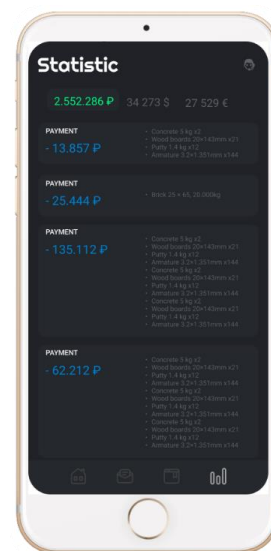 Statistic
2.552.286 ₽ 34 273 $ 27 529 €
PAYMENT
- 13.857 ₽
- Concrete 5 kg x2
- Wood boards 20×143mm x21
- Putty 1.4 kg x12
- Armature 3.2×1.351mm x144
PAYMENT
- 25.444 ₽
- Brick 25 × 65, 20.000kg
PAYMENT
- 135.112 ₽
- Concrete 5 kg x2
- Wood boards 20×143mm x21
- Putty 1.4 kg x12
- Armature 3.2×1.351mm x144
- Concrete 5 kg x2
- Wood boards 20×143mm x21
- Putty 1.4 kg x12
- Armature 3.2×1.351mm x144
- Concrete 5 kg x2
- Wood boards 20×143mm x21
- Putty 1.4 kg x12
- Armature 3.2×1.351mm x144
PAYMENT
- 62.212 ₽
- Concrete 5 kg x2
- Wood boards 20×143mm x21
- Putty 1.4 kg x12
- Armature 3.2×1.351mm x144
- Concrete 5 kg x2
- Wood boards 20×143mm x21
- Putty 1.4 kg x12
- Armature 3.2×1.351mm x144
- Concrete 5 kg x2
- Wood boards 20×143mm x21
- Putty 1.4 kg x12
- Armature 3.2×1.351mm x144